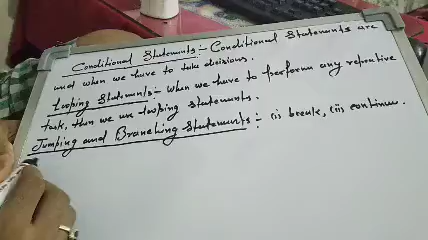 Conditional Statements :- Conditional Statements are
used when we have to take decisions.
Looping Statements :- When we have to perform any repeative
task, then we use looping statements.
Jumping and Branching Statements :- (i) break, (ii) continue.